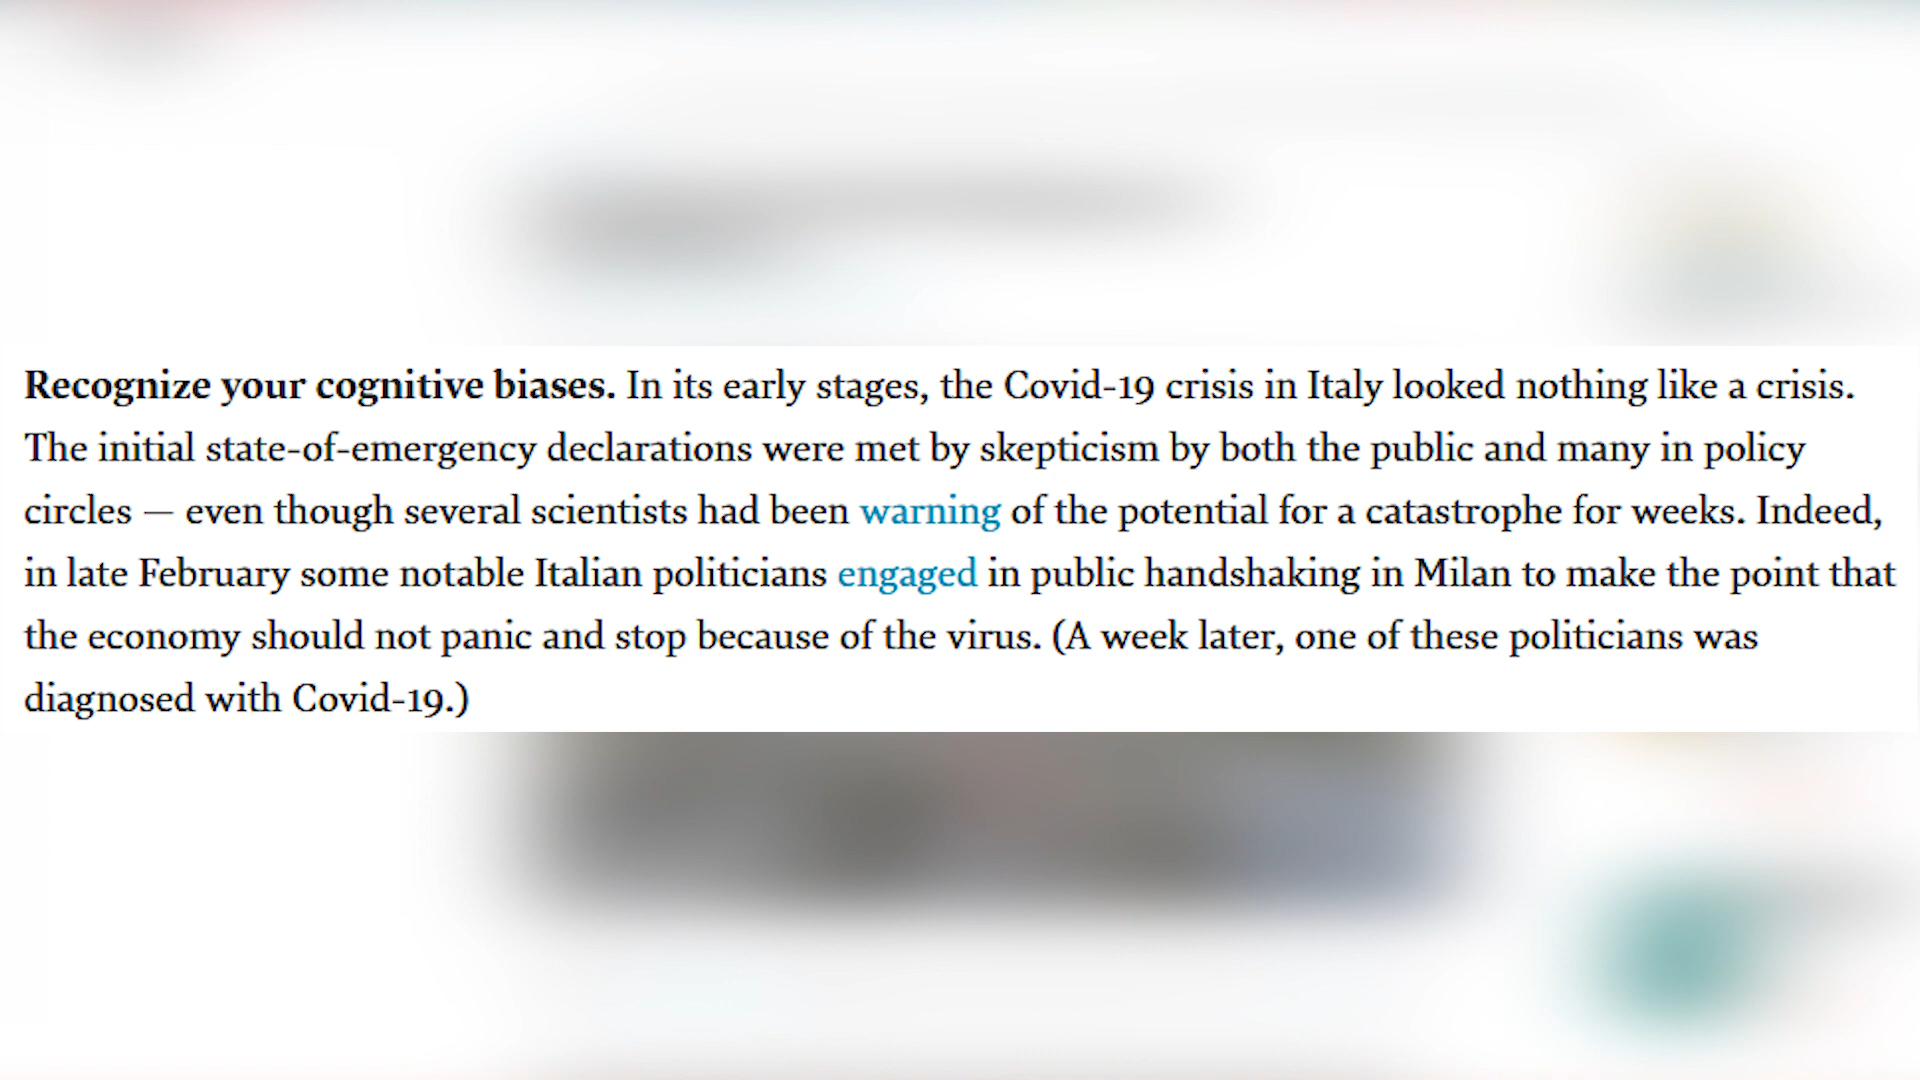 Recognize your cognitive biases. In its early stages, the Covid-19 crisis in Italy looked nothing like a crisis.
The initial state-of-emergency declarations were met by skepticism by both the public and many in policy
circles — even though several scientists had been warning of the potential for a catastrophe for weeks. Indeed,
in late February some notable Italian politicians engaged in public handshaking in Milan to make the point that
the economy should not panic and stop because of the virus. (A week later, one of these politicians was
diagnosed with Covid-19.)